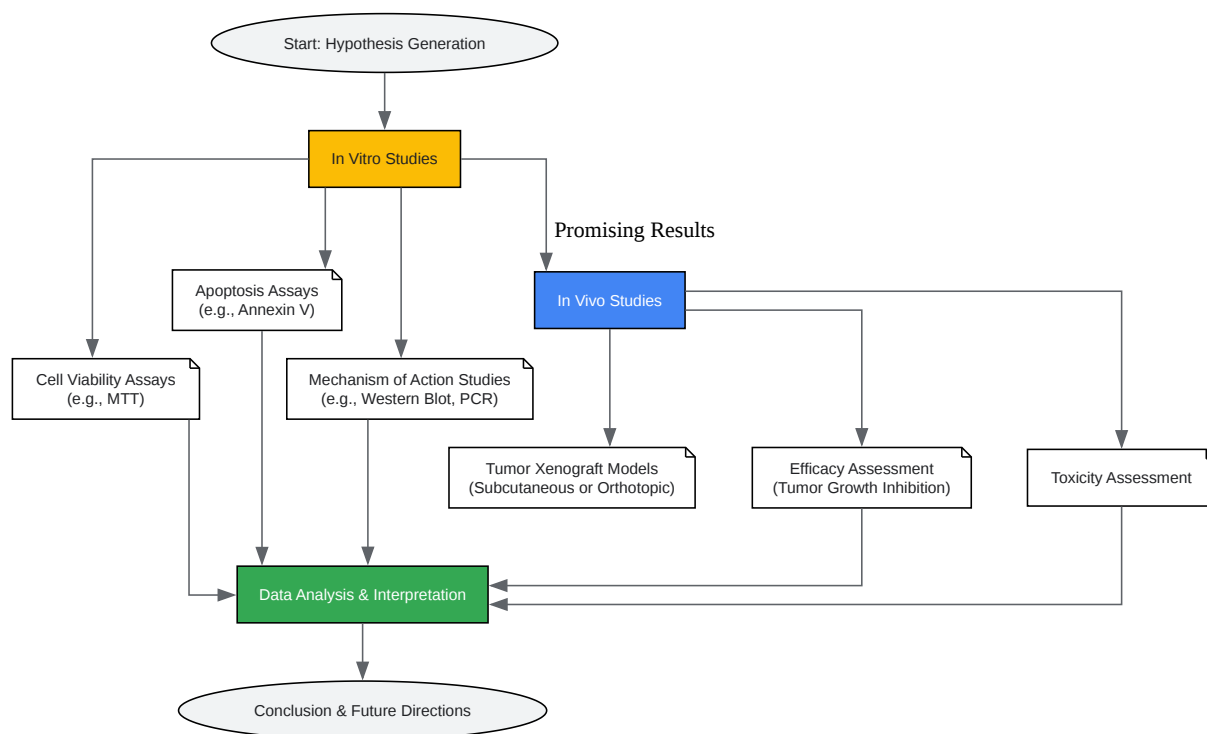 Start: Hypothesis Generation
In Vitro Studies
Promising Results
Apoptosis Assays
(e.g., Annexin V)
In Vivo Studies
Cell Viability Assays
(e.g., MTT)
Mechanism of Action Studies
(e.g., Western Blot, PCR)
Tumor Xenograft Models
(Subcutaneous or Orthotopic)
Efficacy Assessment
(Tumor Growth Inhibition)
Toxicity Assessment
Data Analysis & Interpretation
Conclusion & Future Directions